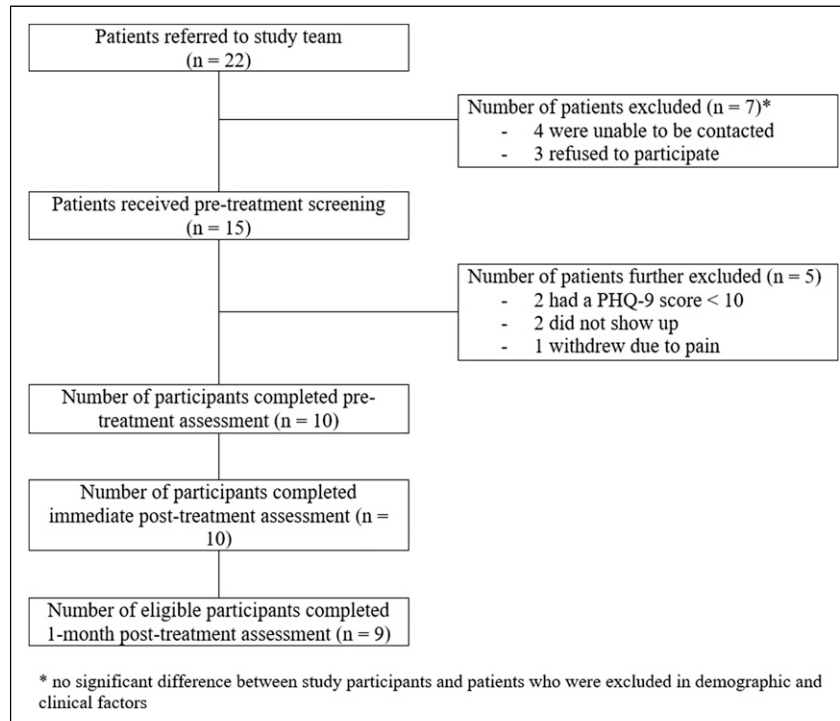 Patients referred to study team
(n = 22)
Number of patients excluded (n = 7)*
- 4 were unable to be contacted
- 3 refused to participate
Patients received pre-treatment screening
(n = 15)
Number of patients further excluded (n = 5)
- 2 had a PHQ-9 score < 10
- 2 did not show up
- 1 withdrew due to pain
Number of participants completed pre-
treatment assessment (n = 10)
Number of participants completed
immediate post-treatment assessment (n =
10)
Number of eligible participants completed
1-month post-treatment assessment (n = 9)
* no significant difference between study participants and patients who were excluded in demographic and
clinical factors